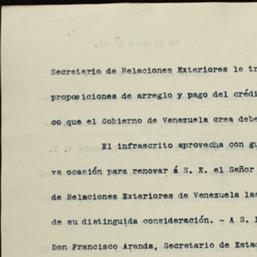 Secretario de Relaciones Exteriores le tr
proposiciones de arreglo y pago del crédi
co que el Gobierno de Venezuela crea debe
El infrascrito aprovecha con gu
va ocasión para renovar á S. E. el Señor
de Relaciones Exteriores de Venezuela las
de su distinguida consideración. - A S. E
Don Francisco Aranda, Secretario de Estad